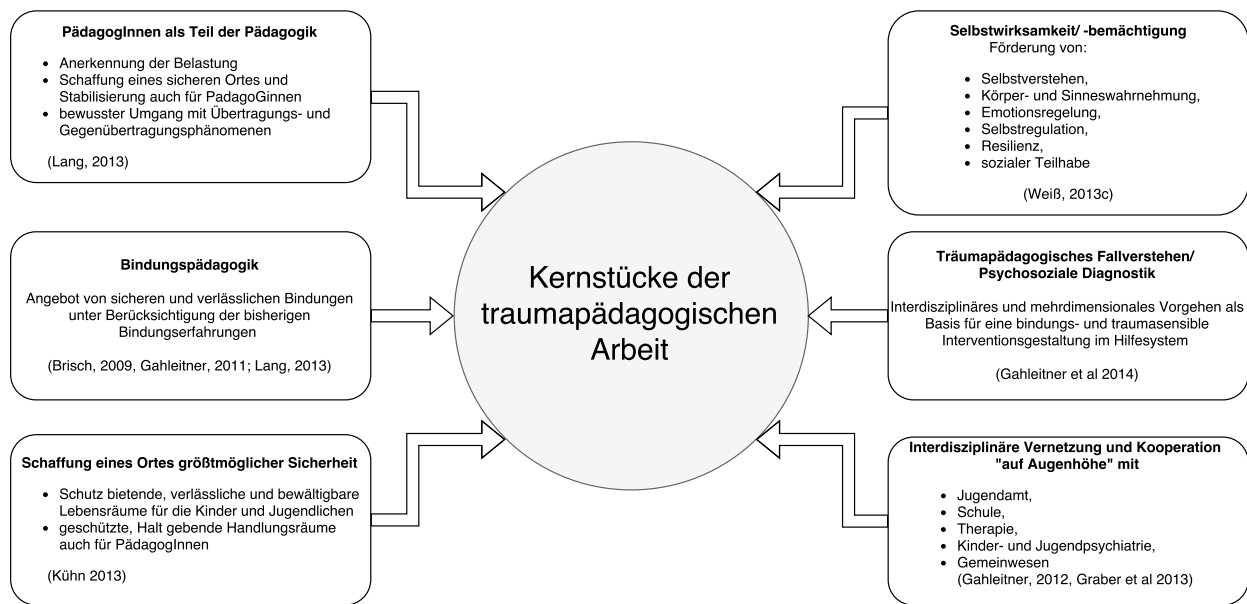 PädagogInnen als Teil der Pädagogik
• Anerkennung der Belastung
• Schaffung eines sicheren Ortes und
Stabilisierung auch für PadagoGinnen
• bewusster Umgang mit Übertragungs- und
Gegenübertragungsphänomenen
(Lang, 2013)
Bindungspädagogik
Angebot von sicheren und verlässlichen Bindungen
unter Berücksichtigung der bisherigen
Bindungserfahrungen
(Brisch, 2009, Gahleitner, 2011; Lang, 2013)
Schaffung eines Ortes größtmöglicher Sicherheit
• Schutz bietende, verlässliche und bewältigbare
Lebensräume für die Kinder und Jugendlichen
• geschützte, Halt gebende Handlungsräume
auch für PädagogInnen
(Kühn 2013)
Kernstücke der
traumapädagogischen
Arbeit
Selbstwirksamkeit/ -bemächtigung
Förderung von:
• Selbstverstehen,
• Körper- und Sinneswahrnehmung,
• Emotionsregelung,
• Selbstregulation,
• Resilienz,
• sozialer Teilhabe
(Weiß, 2013c)
Träumapädagogisches Fallverstehen/
Psychosoziale Diagnostik
Interdisziplinäres und mehrdimensionales Vorgehen als
Basis für eine bindungs- und traumasensible
Interventionsgestaltung im Hilfesystem
(Gahleitner et al 2014)
Interdisziplinäre Vernetzung und Kooperation
"auf Augenhöhe" mit
• Jugendamt,
• Schule,
• Therapie,
• Kinder- und Jugendpsychiatrie,
• Gemeinwesen
(Gahleitner, 2012, Graber et al 2013)